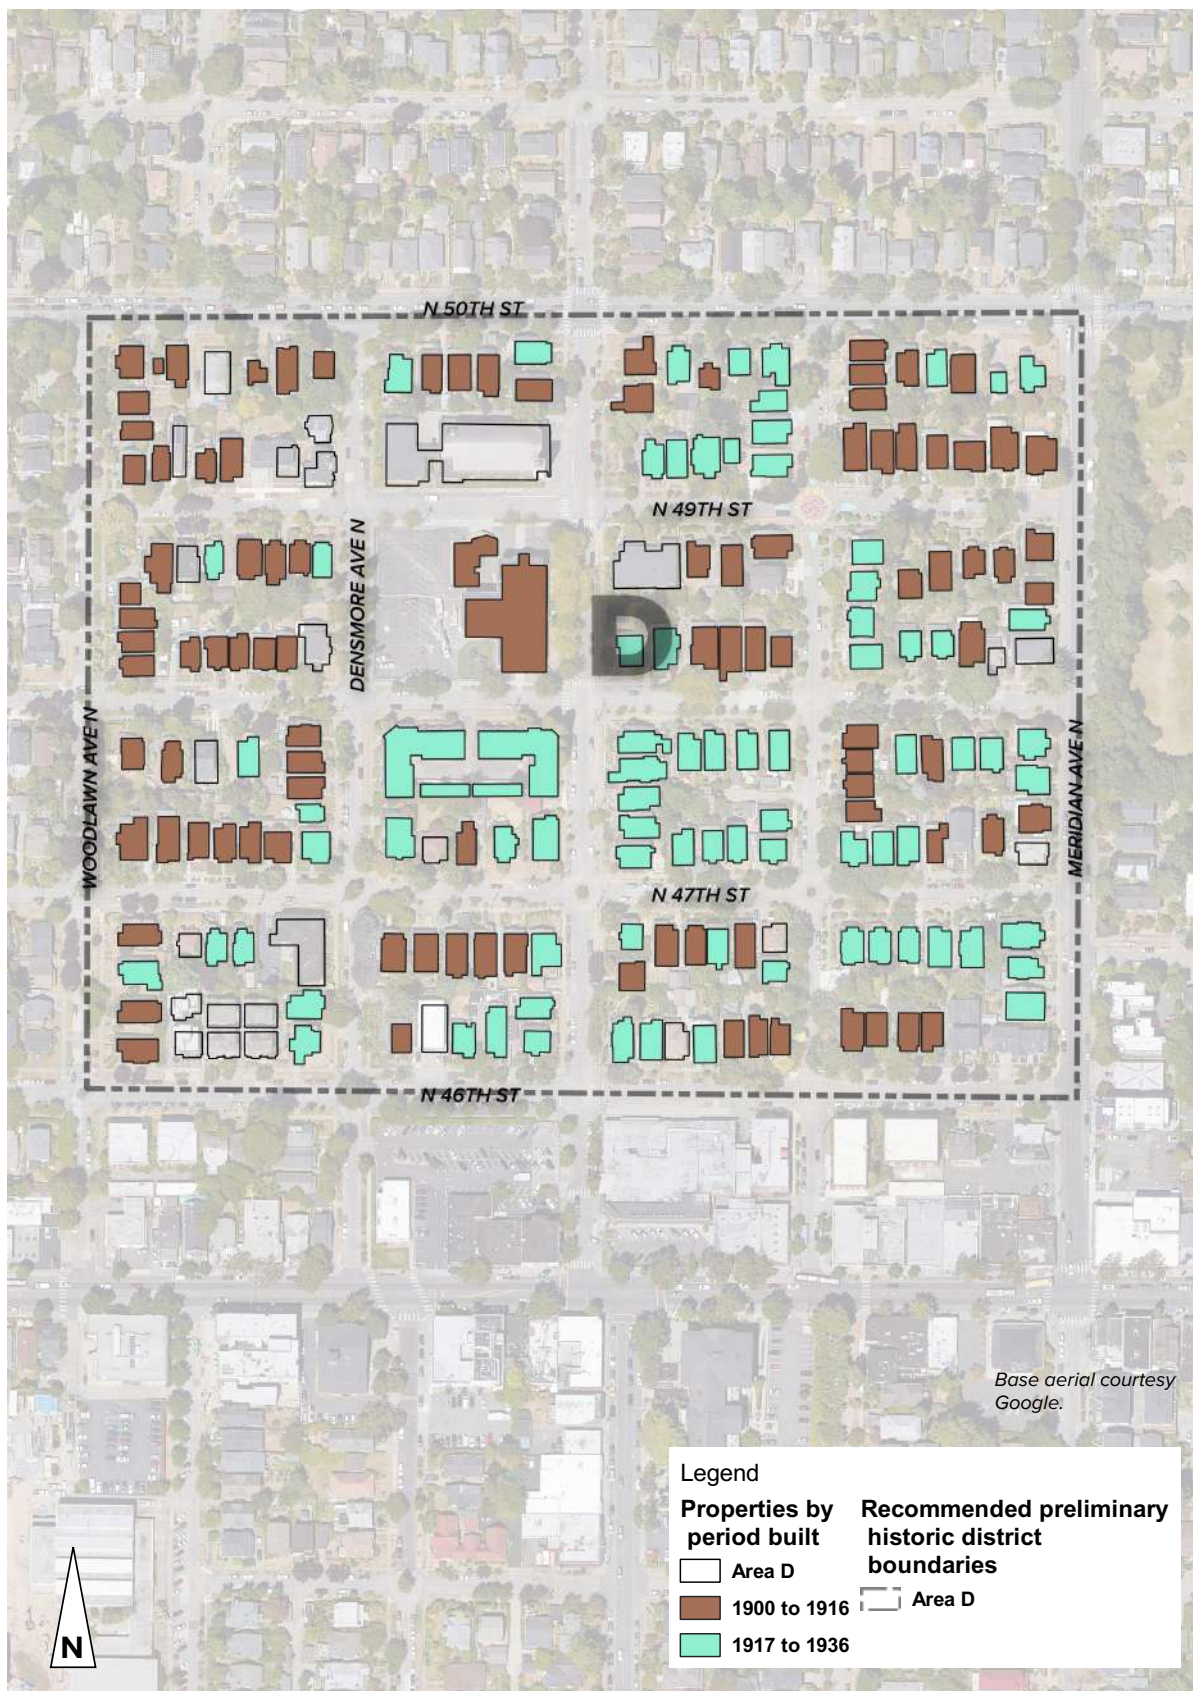 N 50TH ST
N 49TH ST
DENSMORE AVE N
D
WOODLAWN AVE N
MERIDIAN AVE N
N 47TH ST
N 46TH ST
Base aerial courtesy
Google.
Legend
Properties by
period built
Area D
1900 to 1916
1917 to 1936
Recommended preliminary
historic district
boundaries
Area D
N